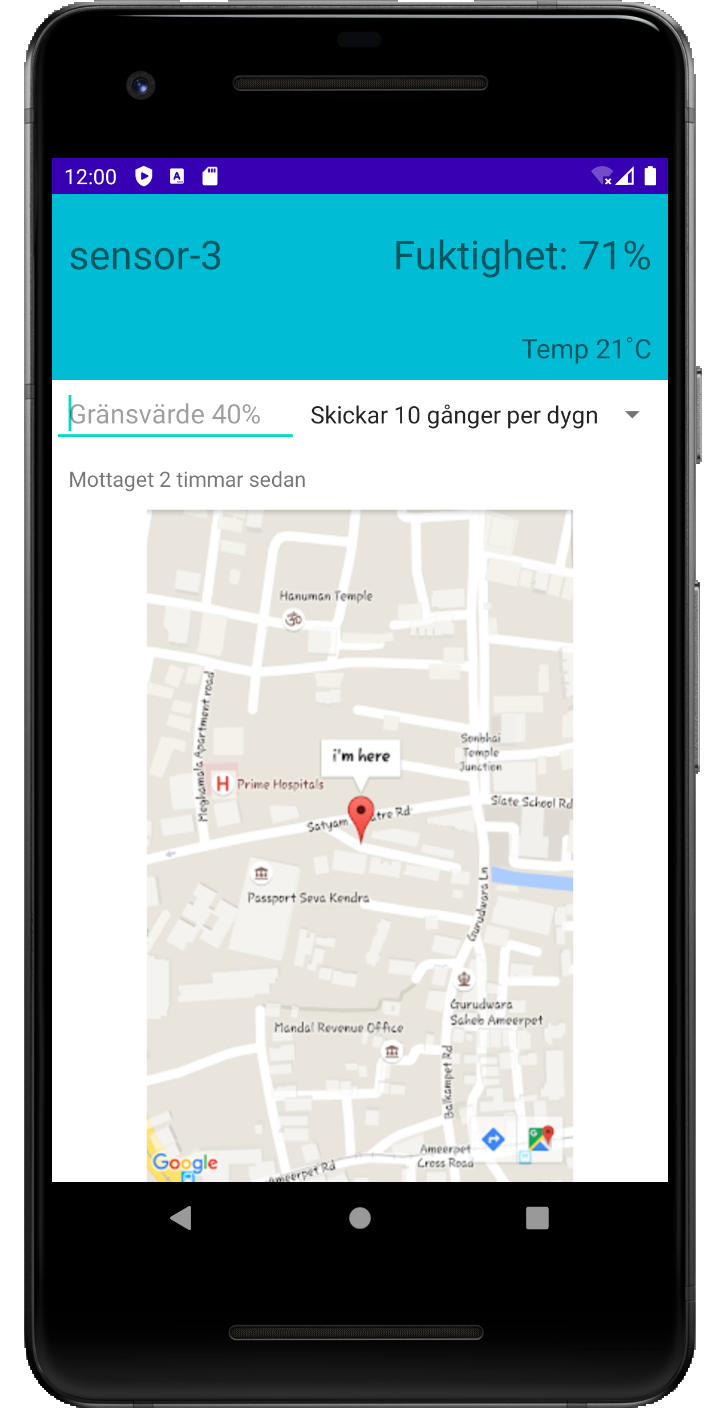 12:00
sensor-3
Fuktighet: 71%
Temp 21°C
Gränsvärde 40%
Skickar 10 gånger per dygn
Mottaget 2 timmar sedan
Hanuman Temple
Meghamala Apartment road
Sonbhai
Temple
Junction
i'm here
H Prime Hospitals
Slate School Rd
Satyam
atre Rd
Passport Seva Kendra
Gurudwara Ln
Gurudwara
Saheb Ameerpet
Mandal Revenue Office
Balkampet Rd
Ameerpet
Cross Road
Google
Ameerpet Rd